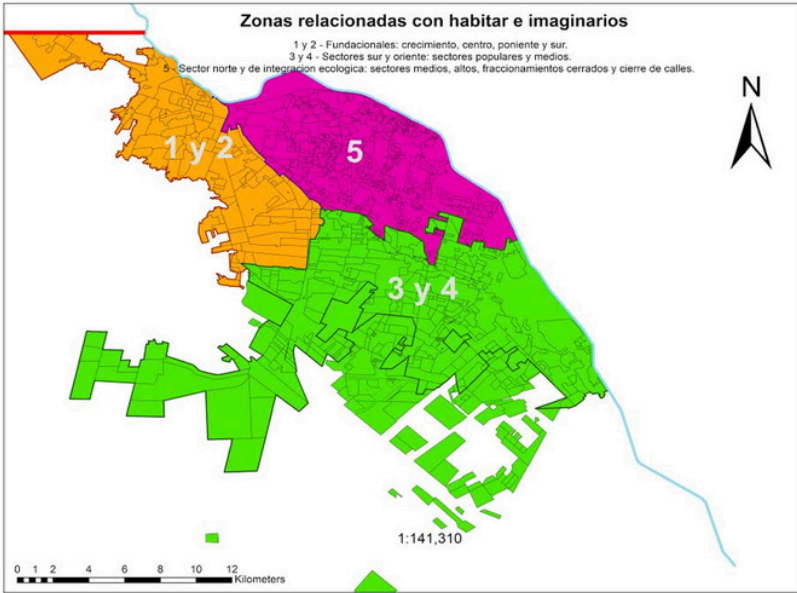 Zonas relacionadas con habitar e imaginarios
1 y 2 - Fundacionales: crecimiento, centro, poniente y sur.
3 y 4 - Sectores sur y oriente: sectores populares y medios.
5 - Sector norte y de integracion ecologica: sectores medios, altos, fraccionamientos cerrados y cierre de calles.
N
1 y 2
5
3 y 4
1:141,310
0 1 2 4 6 8 10 12
Kilometers